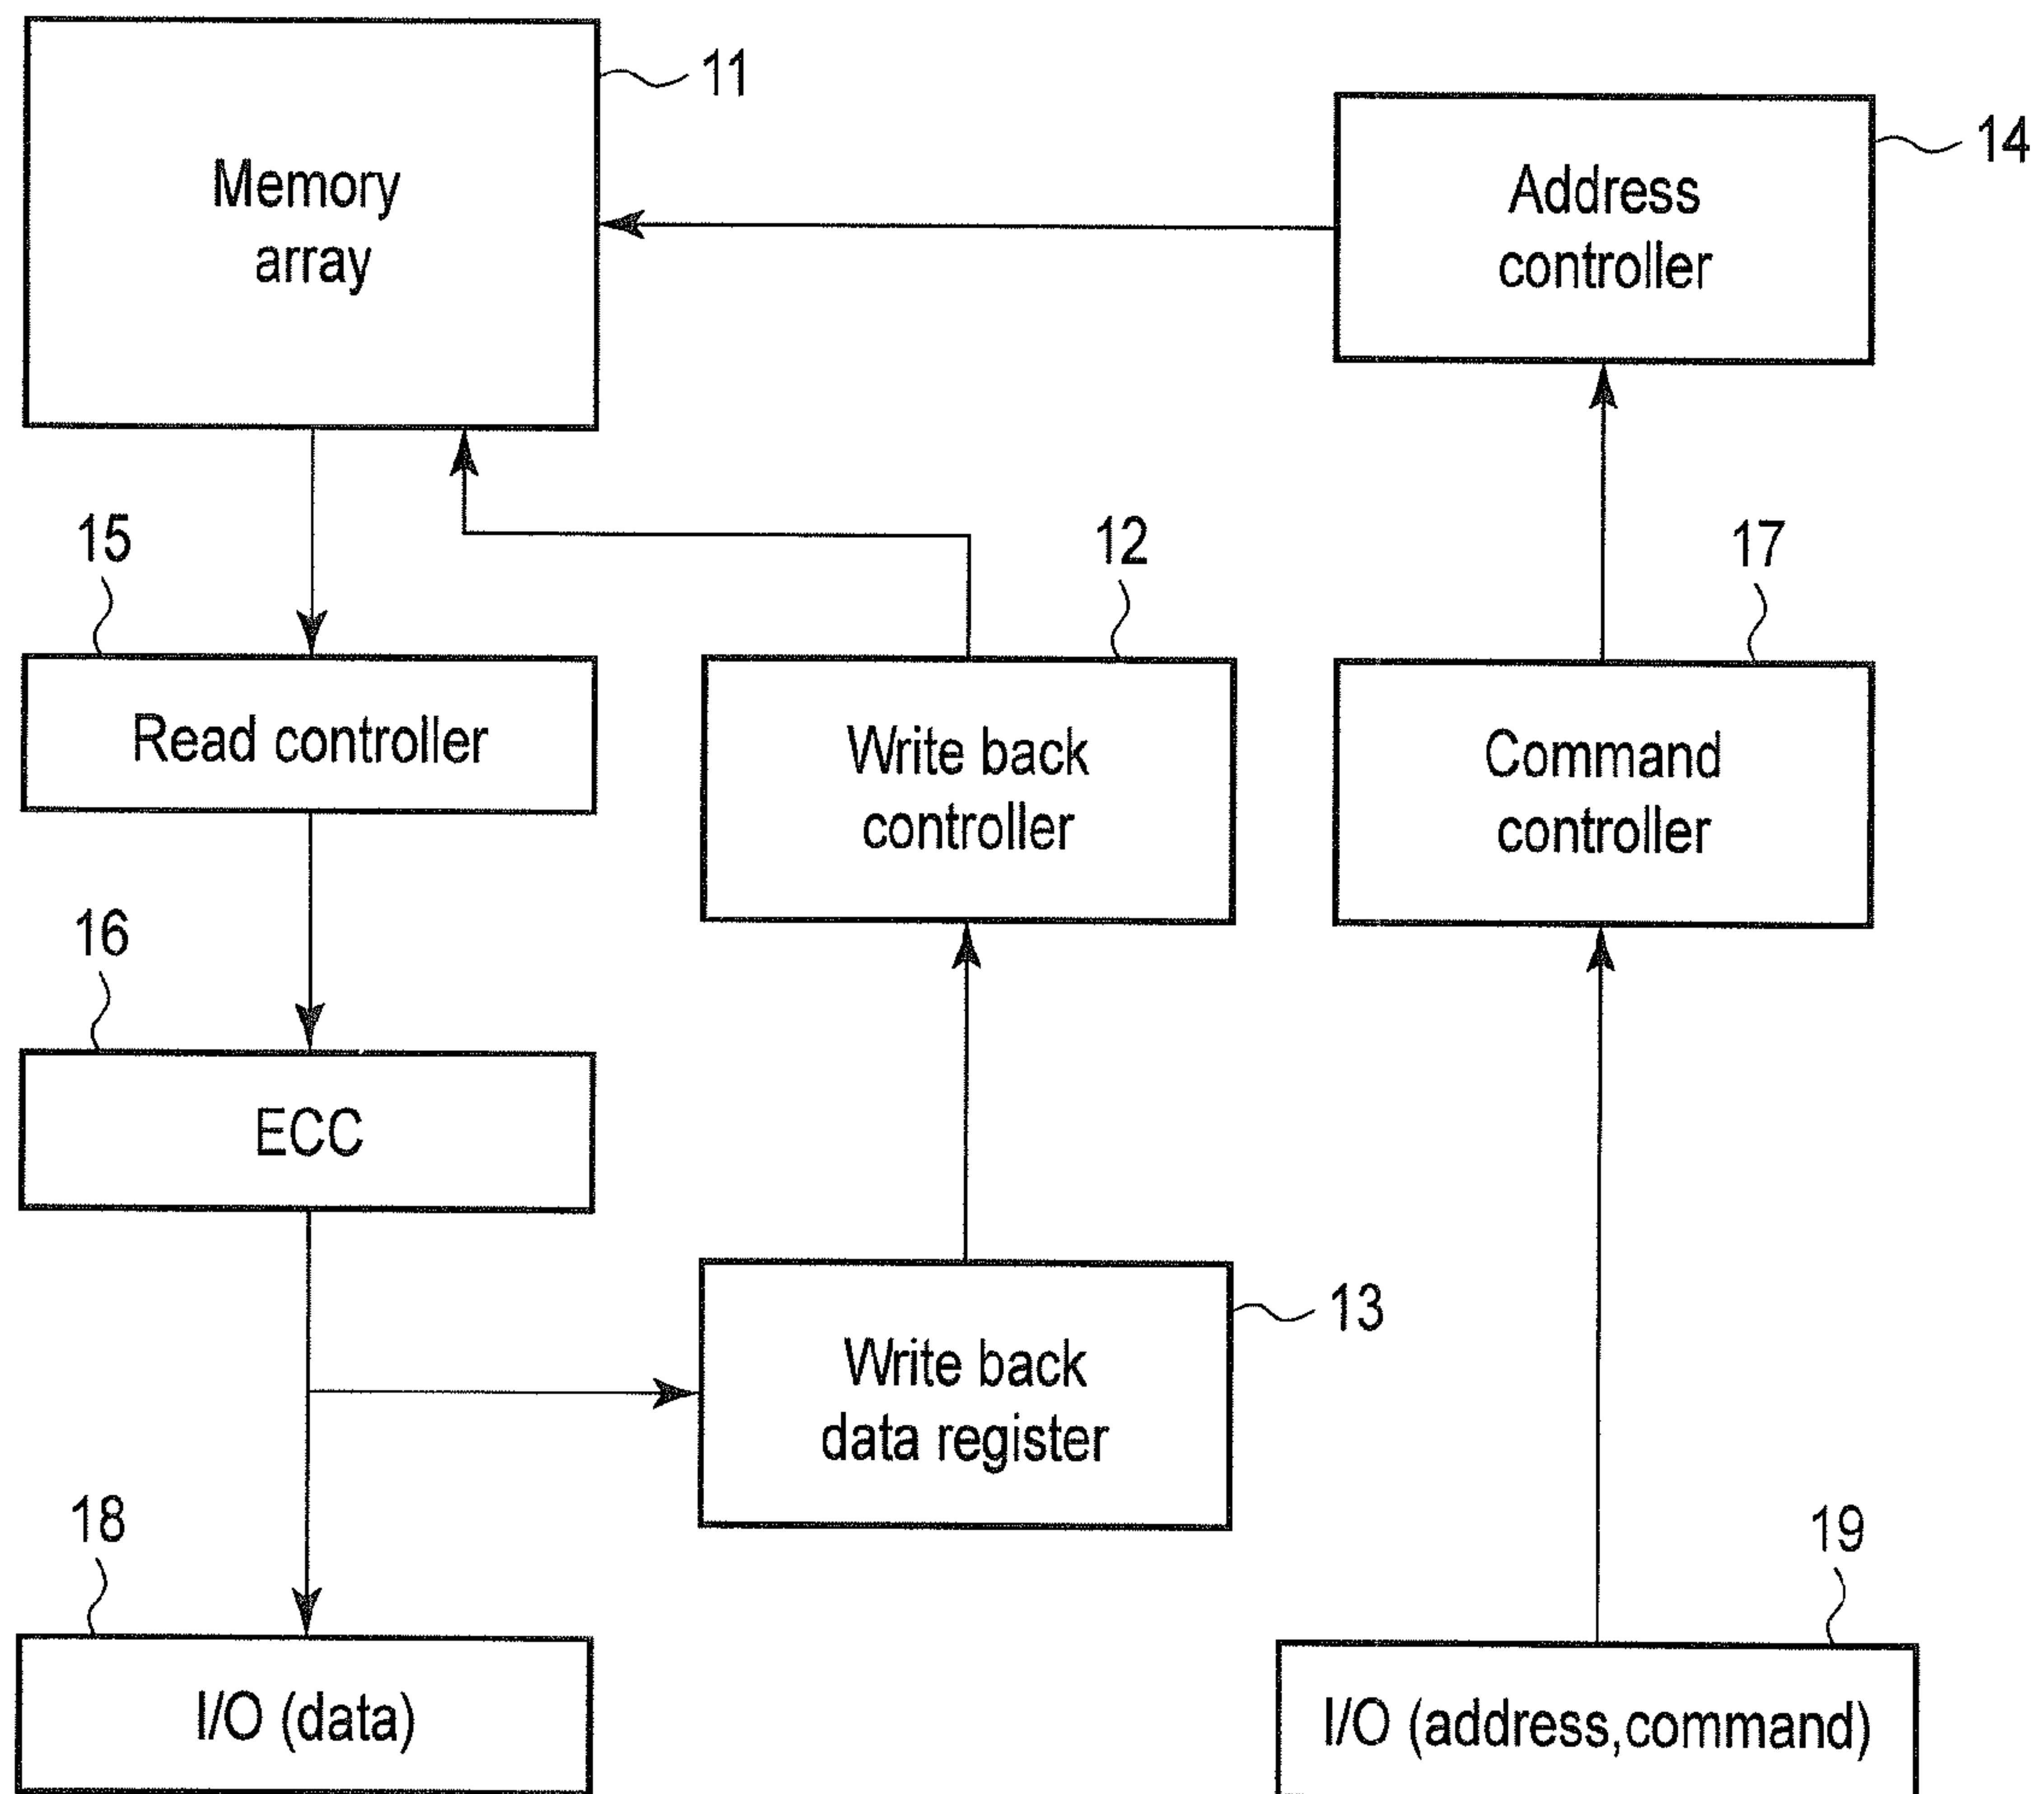 11
Memory
array
14
Address
controller
15
Read controller
12
Write back
controller
17
Command
controller
16
ECC
13
Write back
data register
18
I/O (data)
19
I/O (address,command)